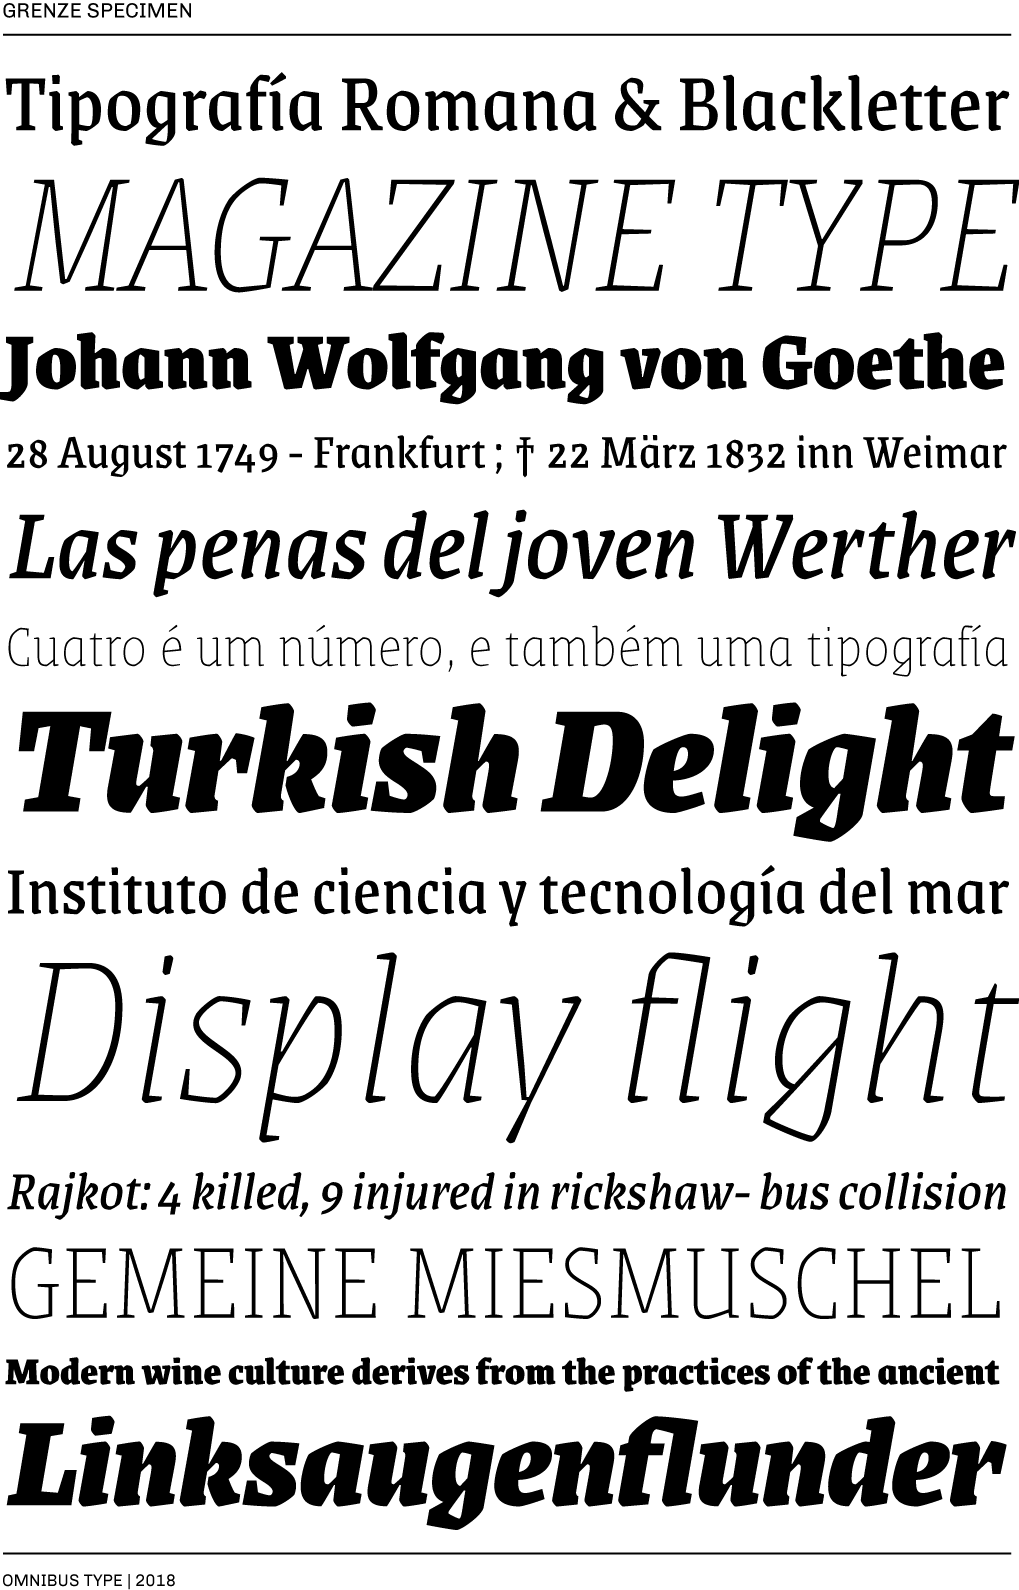 GRENZE SPECIMEN
Tipografía Romana & Blackletter
MAGAZINE TYPE
Johann Wolfgang von Goethe
28 August 1749 - Frankfurt ; † 22 März 1832 inn Weimar
Las penas del joven Werther
Cuatro é um número, e também uma tipografía
Turkish Delight
Instituto de ciencia y tecnología del mar
Display flight
Rajkot: 4 killed, 9 injured in rickshaw- bus collision
GEMEINE MIESMUSCHEL
Modern wine culture derives from the practices of the ancient
Linksaugenflunder
OMNIBUS TYPE | 2018